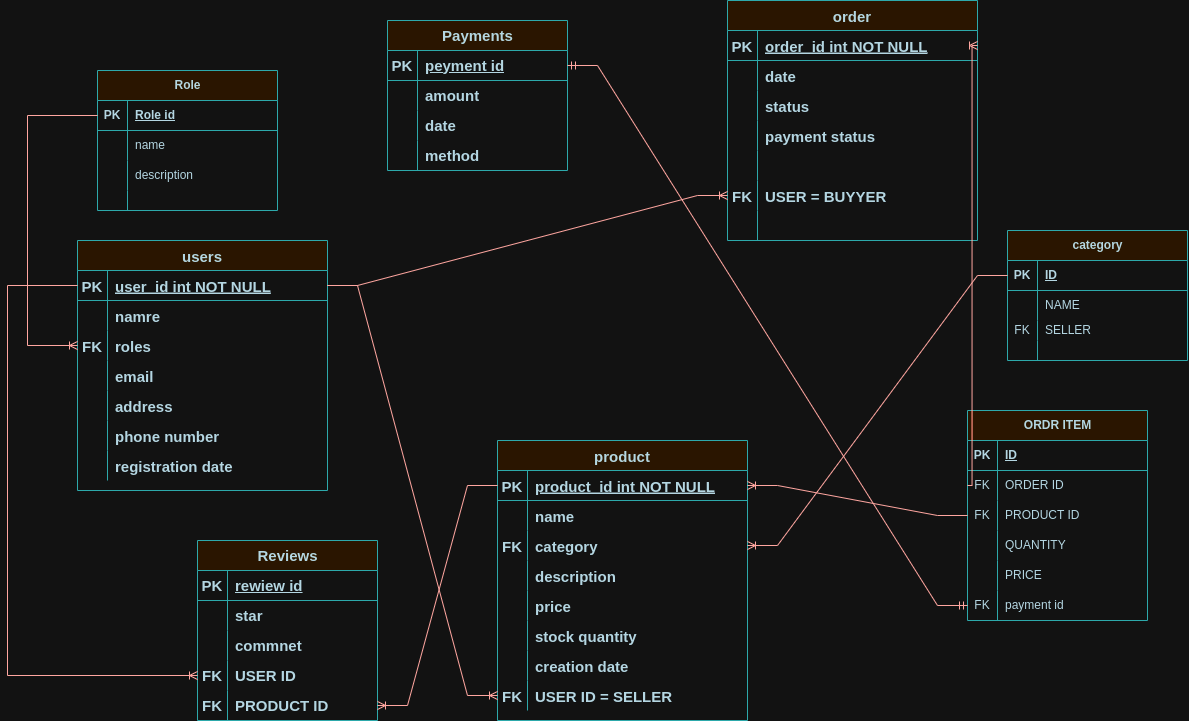 Payments
PK peyment id
amount
date
method
order
PK order_id int NOT NULL
date
status
payment status
FK USER = BUYYER
Role
PK Role id
name
description
users
PK user_id int NOT NULL
namre
FK roles
email
address
phone number
registration date
category
PK ID
NAME
FK SELLER
ORDR ITEM
PK ID
FK ORDER ID
FK PRODUCT ID
QUANTITY
PRICE
FK payment id
product
PK product_id int NOT NULL
name
FK category
description
price
stock quantity
creation date
FK USER ID = SELLER
Reviews
PK rewiew id
star
commnet
FK USER ID
FK PRODUCT ID